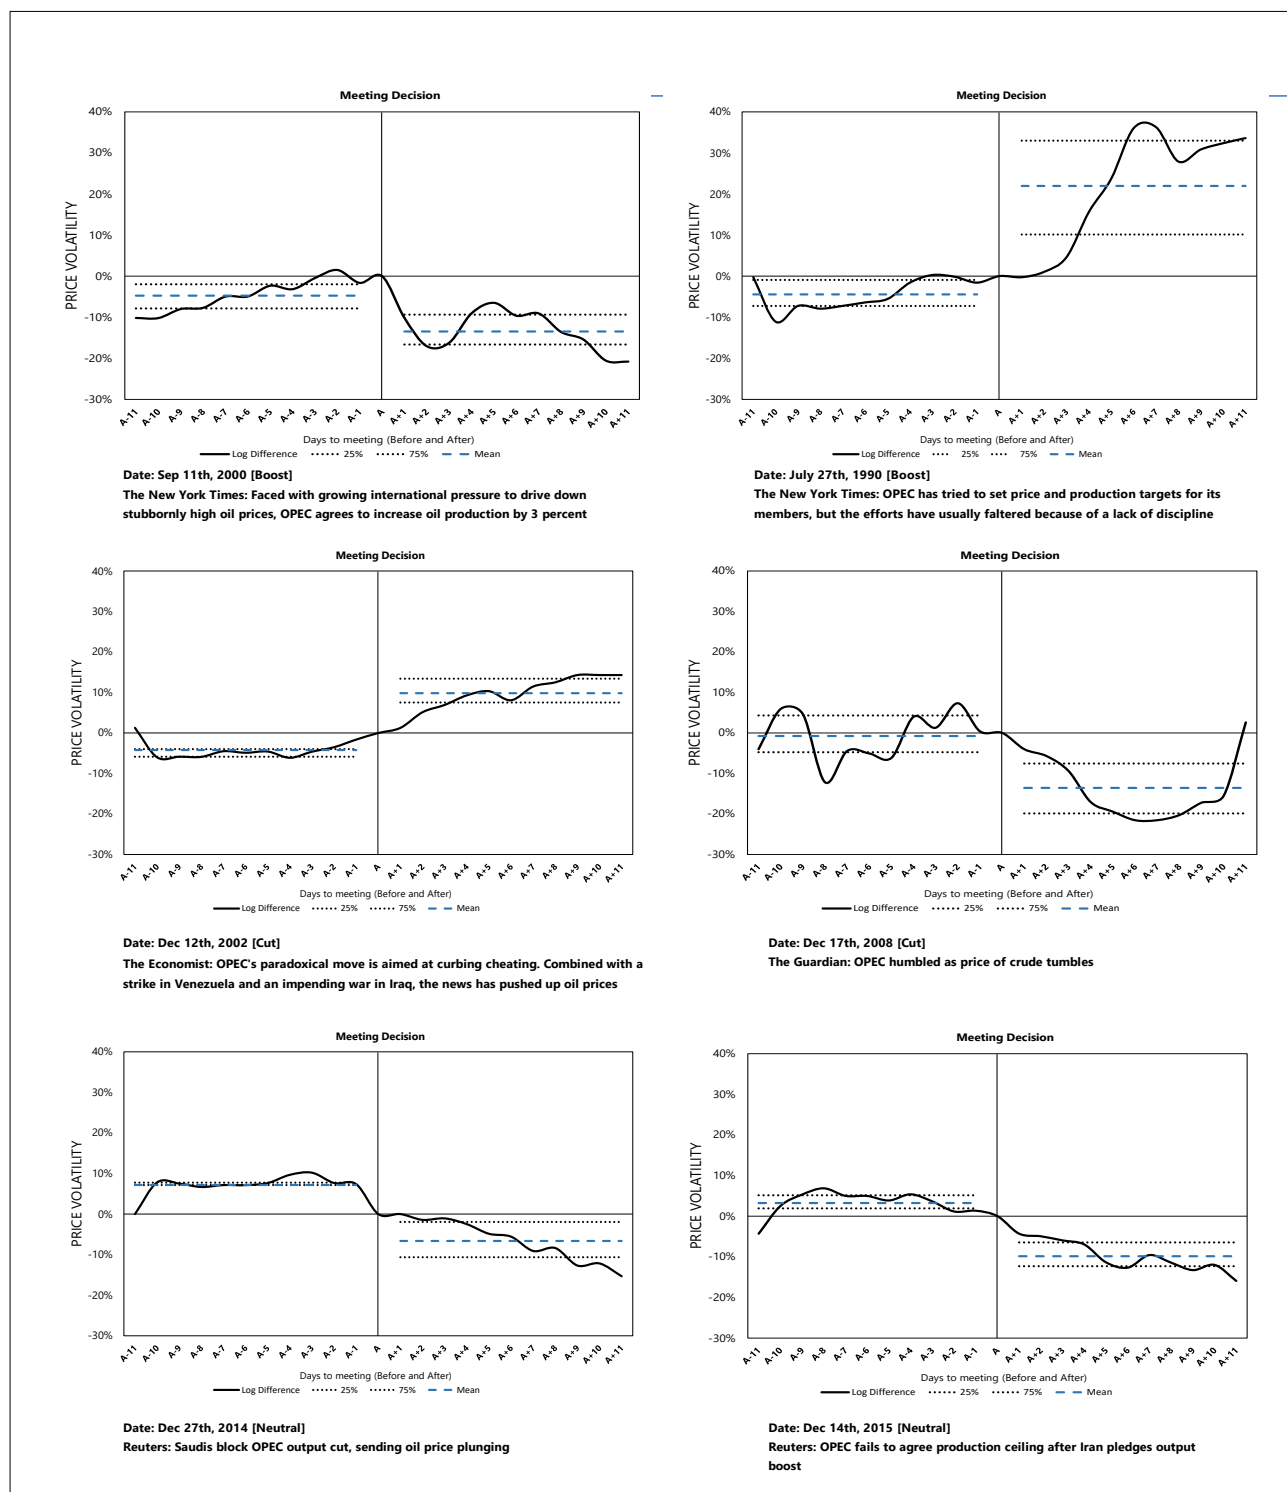 Meeting Decision
40%
30%
20%
10%
0%
-10%
-20%
-30%
PRICE VOLATILITY
A-11 A-10 A-9 A-8 A-7 A-6 A-5 A-4 A-3 A-2 A-1 A A+1 A+2 A+3 A+4 A+5 A+6 A+7 A+8 A+9 A+10 A+11
Days to meeting (Before and After)
Log Difference 25% 75% Mean
Date: Sep 11th, 2000 [Boost]
The New York Times: Faced with growing international pressure to drive down
stubbornly high oil prices, OPEC agrees to increase oil production by 3 percent
Meeting Decision
40%
30%
20%
10%
0%
-10%
-20%
-30%
PRICE VOLATILITY
A-11 A-10 A-9 A-8 A-7 A-6 A-5 A-4 A-3 A-2 A-1 A A+1 A+2 A+3 A+4 A+5 A+6 A+7 A+8 A+9 A+10 A+11
Days to meeting (Before and After)
Log Difference 25% 75% Mean
Date: July 27th, 1990 [Boost]
The New York Times: OPEC has tried to set price and production targets for its
members, but the efforts have usually faltered because of a lack of discipline
Meeting Decision
40%
30%
20%
10%
0%
-10%
-20%
-30%
PRICE VOLATILITY
A-11 A-10 A-9 A-8 A-7 A-6 A-5 A-4 A-3 A-2 A-1 A A+1 A+2 A+3 A+4 A+5 A+6 A+7 A+8 A+9 A+10 A+11
Days to meeting (Before and After)
Log Difference 25% 75% Mean
Date: Dec 12th, 2002 [Cut]
The Economist: OPEC's paradoxical move is aimed at curbing cheating. Combined with a
strike in Venezuela and an impending war in Iraq, the news has pushed up oil prices
Meeting Decision
40%
30%
20%
10%
0%
-10%
-20%
-30%
PRICE VOLATILITY
A-11 A-10 A-9 A-8 A-7 A-6 A-5 A-4 A-3 A-2 A-1 A A+1 A+2 A+3 A+4 A+5 A+6 A+7 A+8 A+9 A+10 A+11
Days to meeting (Before and After)
Log Difference 25% 75% Mean
Date: Dec 17th, 2008 [Cut]
The Guardian: OPEC humbled as price of crude tumbles
Meeting Decision
40%
30%
20%
10%
0%
-10%
-20%
-30%
PRICE VOLATILITY
A-11 A-10 A-9 A-8 A-7 A-6 A-5 A-4 A-3 A-2 A-1 A A+1 A+2 A+3 A+4 A+5 A+6 A+7 A+8 A+9 A+10 A+11
Days to meeting (Before and After)
Log Difference 25% 75% Mean
Date: Dec 27th, 2014 [Neutral]
Reuters: Saudis block OPEC output cut, sending oil price plunging
Meeting Decision
40%
30%
20%
10%
0%
-10%
-20%
-30%
PRICE VOLATILITY
A-11 A-10 A-9 A-8 A-7 A-6 A-5 A-4 A-3 A-2 A-1 A A+1 A+2 A+3 A+4 A+5 A+6 A+7 A+8 A+9 A+10 A+11
Days to meeting (Before and After)
Log Difference 25% 75% Mean
Date: Dec 14th, 2015 [Neutral]
Reuters: OPEC fails to agree production ceiling after Iran pledges output
boost